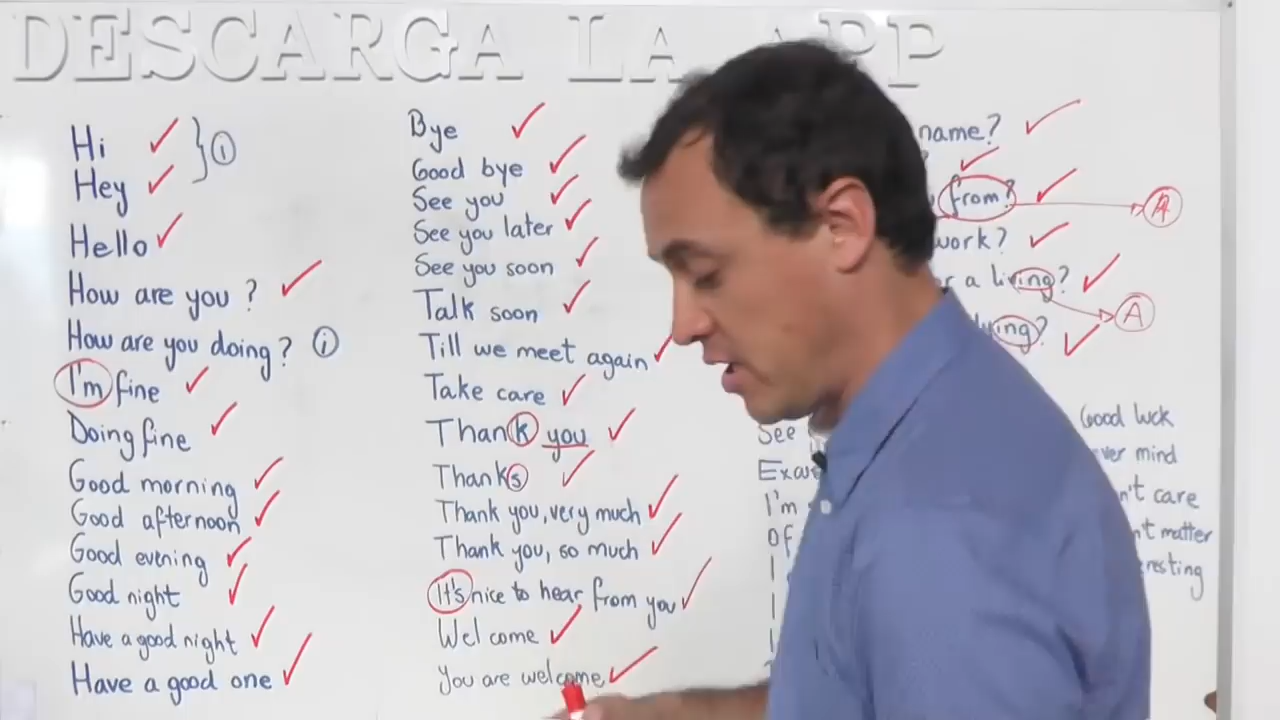 DESCARGA LA APP
Hi
Hey
i
Hello
How are you ?
How are you doing? i
I'm fine
Doing fine
Good morning
Good afternoon
Good evening
Good night
Have a good night
Have a good one
Bye
Good bye
See you
See you later
See you soon
Talk soon
Till we meet again
Take care
Thank you
Thanks
Thank you, very much
Thank you, so much
It's nice to hear from you
Wel come
You are welcome
name?
from? A
work?
a living?
A
See
I'm
Good luck
mind
care
matter